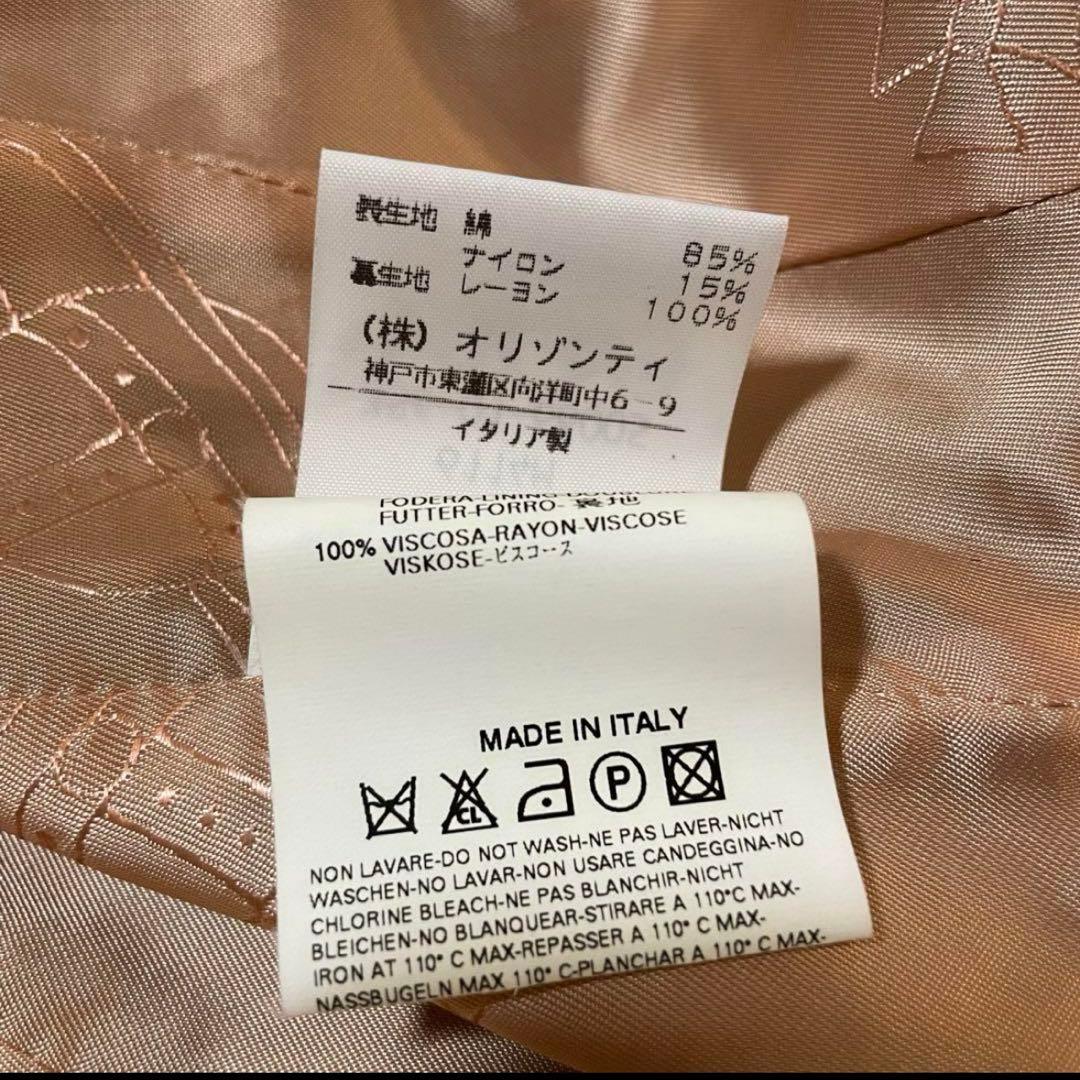 表生地 綿 85%
ナイロン 15%
裏生地 レーヨン 100%
(株) オリゾンティ
神戸市東灘区向洋町中6-9
イタリア製
FODERA-LINING-DOUBLURE
FUTTER-FORRO-裏地
100% VISCOSA-RAYON-VISCOSE
VISKOSE-ビスコース
MADE IN ITALY
CL P
NON LAVARE-DO NOT WASH-NE PAS LAVER-NICHT
WASCHEN-NO LAVAR-NON USARE CANDEGGINA-NO
CHLORINE BLEACH-NE PAS BLANCHIR-NICHT
BLEICHEN-NO BLANQUEAR-STIRARE A 110° C MAX-
IRON AT 110° C MAX-REPASSER A 110° C MAX-
NASSBUGELN MAX 110° C-PLANCHAR A 110° C MAX-